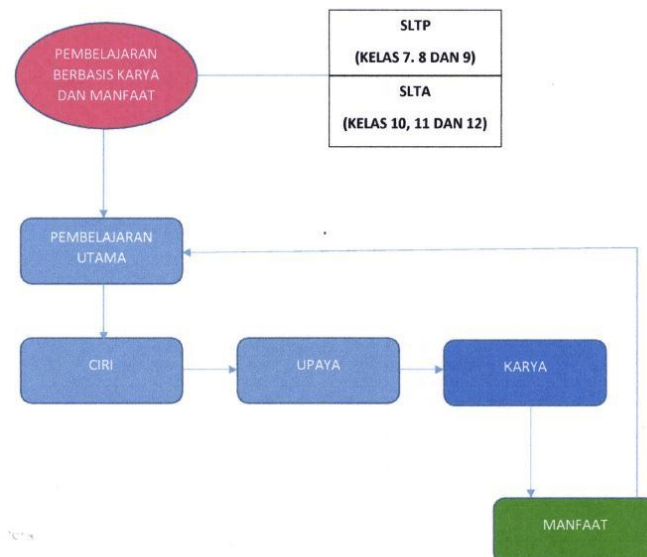 PEMBELAJARAN
BERBASIS KARYA
DAN MANFAAT
SLTP
(KELAS 7. 8 DAN 9)
SLTA
(KELAS 10, 11 DAN 12)
PEMBELAJARAN
UTAMA
CIRI
UPAYA
KARYA
MANFAAT